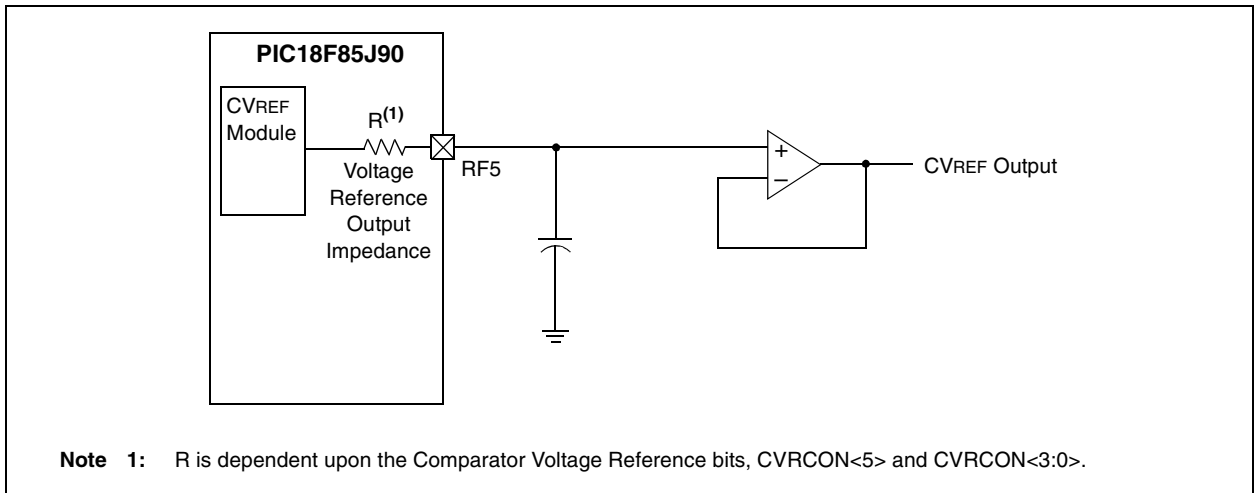 PIC18F85J90
CVREF
Module
R(1)
Voltage
Reference
Output
Impedance
RF5
+
–
CVREF Output
Note 1: R is dependent upon the Comparator Voltage Reference bits, CVRCON<5> and CVRCON<3:0>.